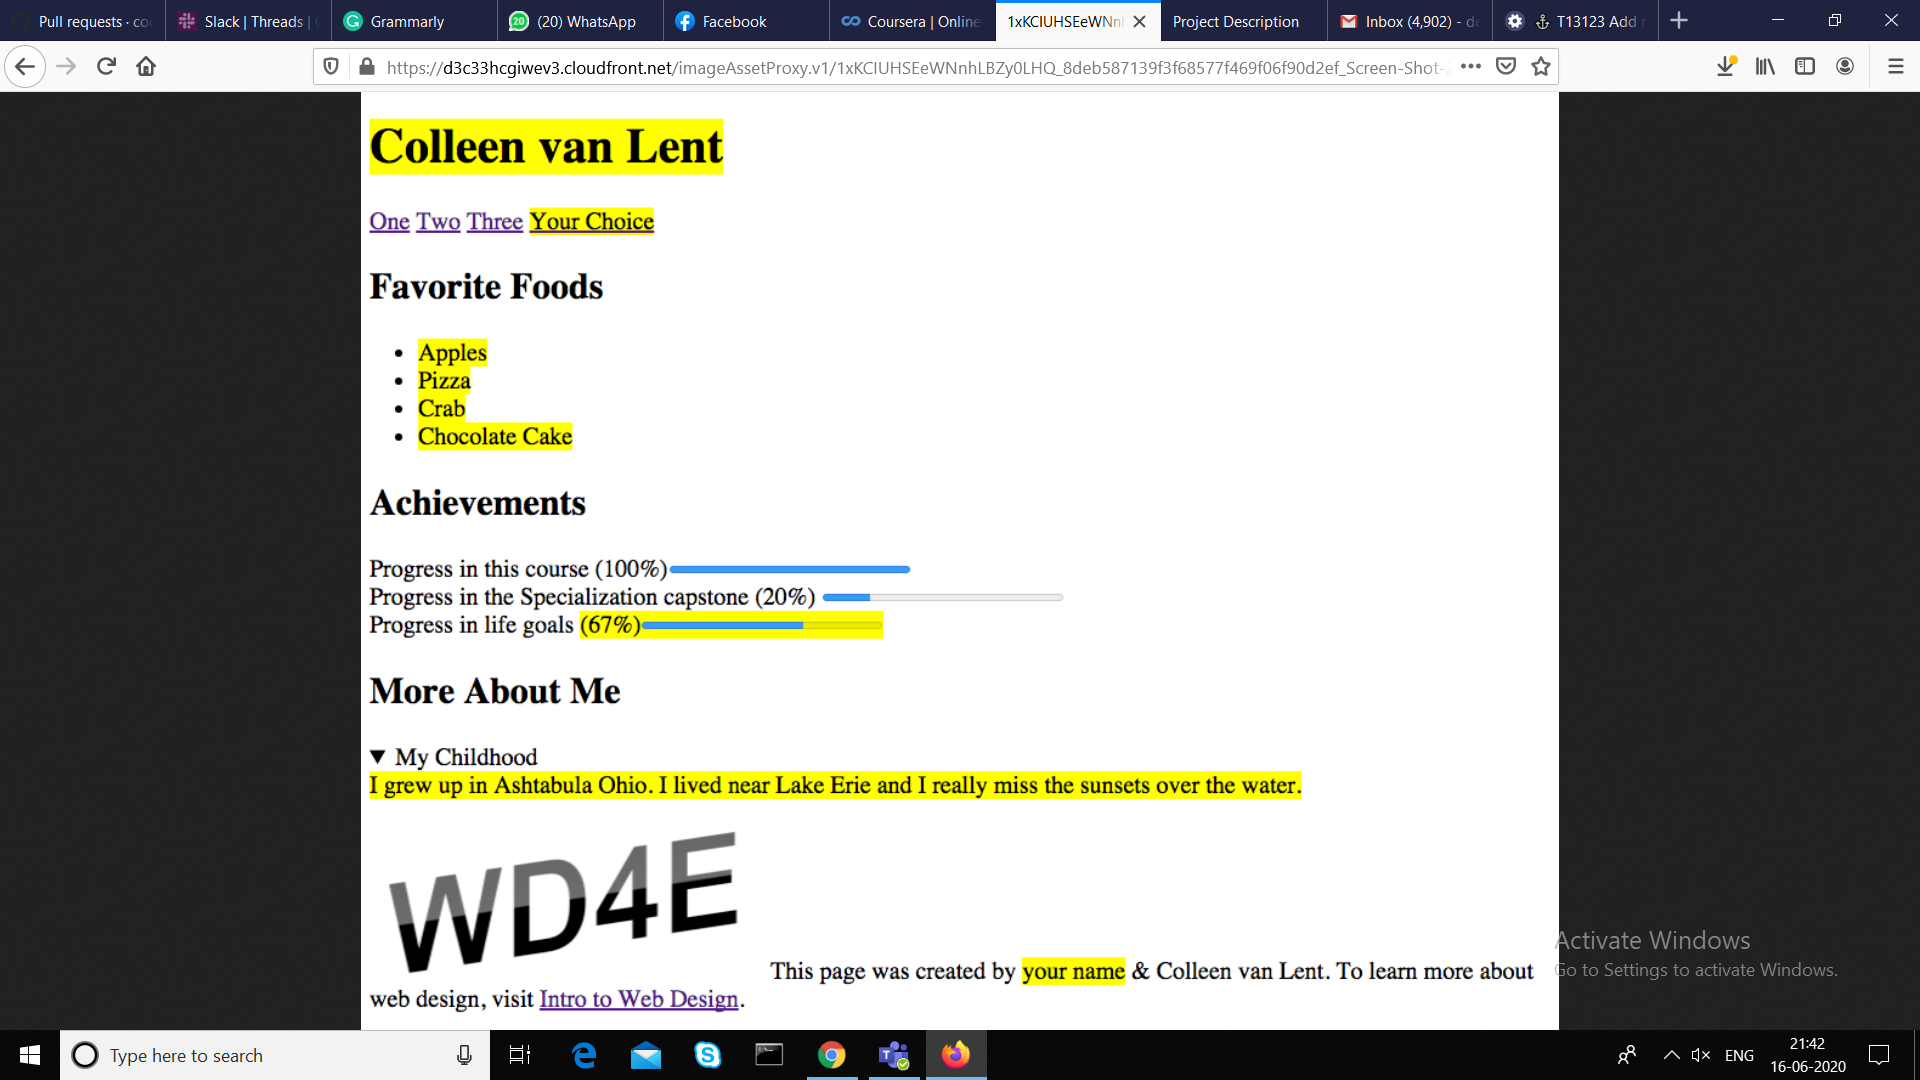 Pull requests · co
Slack | Threads |
Grammarly
(20) WhatsApp
Facebook
Coursera | Online
1xKCIUHSEeWNn
Project Description
Inbox (4,902) - d
T13123 Add
https://d3c33hcgiwev3.cloudfront.net/imageAssetProxy.v1/1xKCIUHSEeWNnhLBZy0LHQ_8deb587139f3f68577f469f06f90d2ef_Screen-Shot-
Colleen van Lent
One Two Three Your Choice
Favorite Foods
• Apples
• Pizza
• Crab
• Chocolate Cake
Achievements
Progress in this course (100%)
Progress in the Specialization capstone (20%)
Progress in life goals (67%)
More About Me
▼ My Childhood
I grew up in Ashtabula Ohio. I lived near Lake Erie and I really miss the sunsets over the water.
WD4E
This page was created by your name & Colleen van Lent. To learn more about
web design, visit Intro to Web Design.
Activate Windows
Go to Settings to activate Windows.
Type here to search
ENG
21:42
16-06-2020